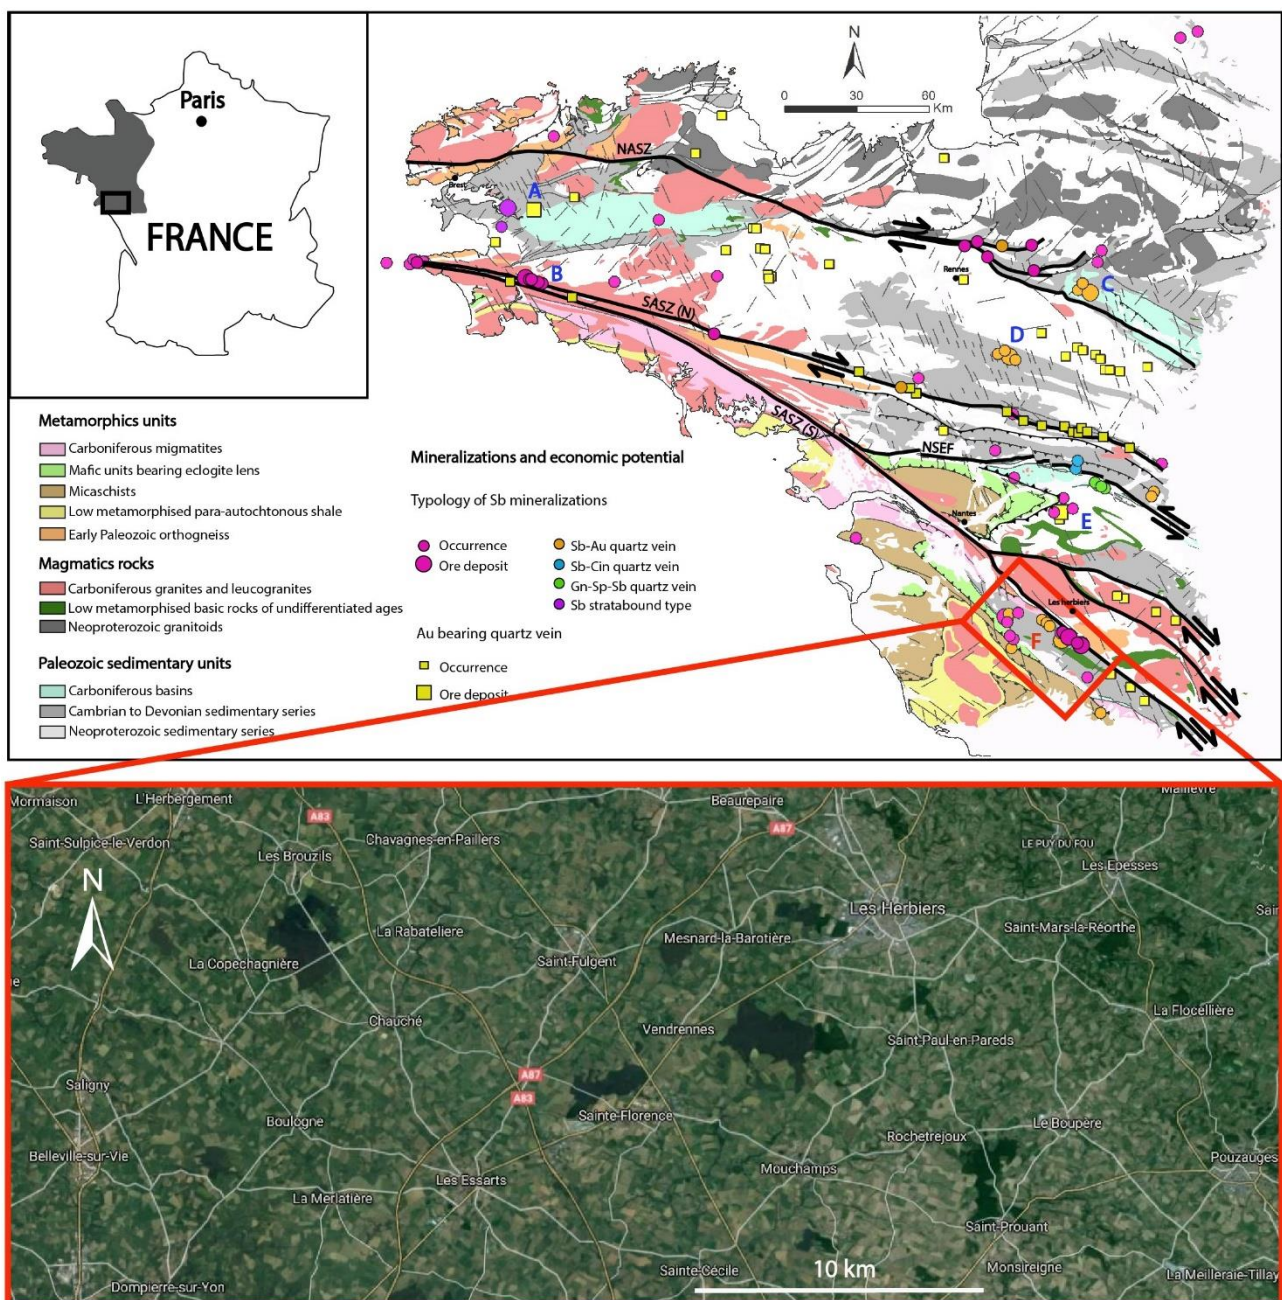 Paris
FRANCE
N
0 30 60
Km
NASZ
Brest
A
B
Rennes
C
SASZ (N)
D
SASZ (S)
NSEF
Nantes
E
Les herbiers
F
Metamorphics units
Carboniferous migmatites
Mafic units bearing eclogite lens
Micaschists
Low metamorphised para-autochtonous shale
Early Paleozoic orthogneiss
Magmatics rocks
Carboniferous granites and leucogranites
Low metamorphised basic rocks of undifferentiated ages
Neoproterozoic granitoids
Paleozoic sedimentary units
Carboniferous basins
Cambrian to Devonian sedimentary series
Neoproterozoic sedimentary series
Mineralizations and economic potential
Typology of Sb mineralizations
Occurrence
Ore deposit
Sb-Au quartz vein
Sb-Cin quartz vein
Gn-Sp-Sb quartz vein
Sb stratabound type
Au bearing quartz vein
Occurrence
Ore deposit
Mormaison
L'Herbergement
Beaurepaire
A83
A87
Saint-Sulpice-le-Verdon
Les Brouzils
Chavagnes-en-Paillers
LE PUY DU FOU
Les Epesses
N
Les Herbiers
La Rabatelière
Mesnard-la-Barotière
Saint-Mars-la-Réorthe
La Copechagnière
Saint-Fulgent
La Flocellière
Chauché
Vendrennes
Saint-Paul-en-Pareds
Saligny
A87
A83
Sainte-Florence
Boulogne
Le Boupère
Rochetrejoux
Belleville-sur-Vie
Mouchamps
Pouzauges
La Merlatière
Les Essarts
Saint-Prouant
Sainte-Cécile
10 km
Monsireigne
La Meilleraie-Tillay
Dompierre-sur-Yon